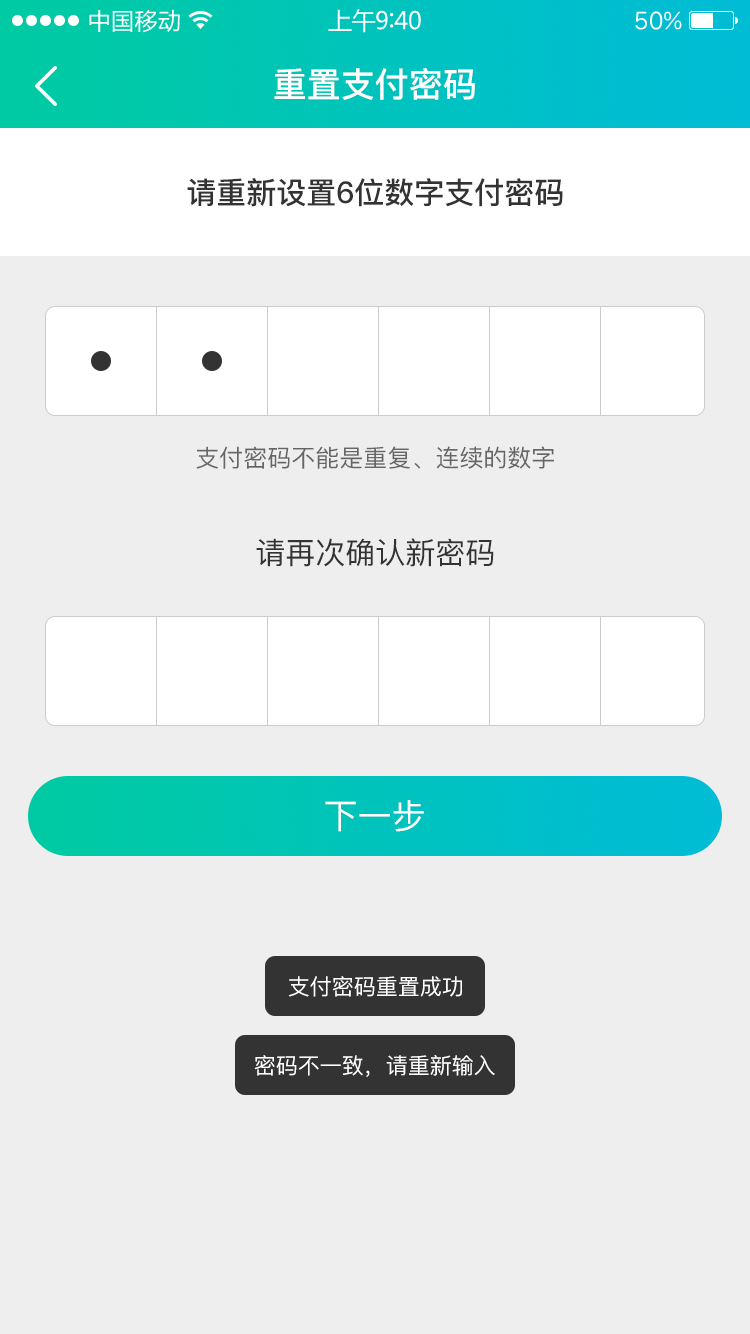 中国移动 上午9:40 50%
重置支付密码
请重新设置6位数字支付密码
支付密码不能是重复、连续的数字
请再次确认新密码
下一步
支付密码重置成功
密码不一致，请重新输入